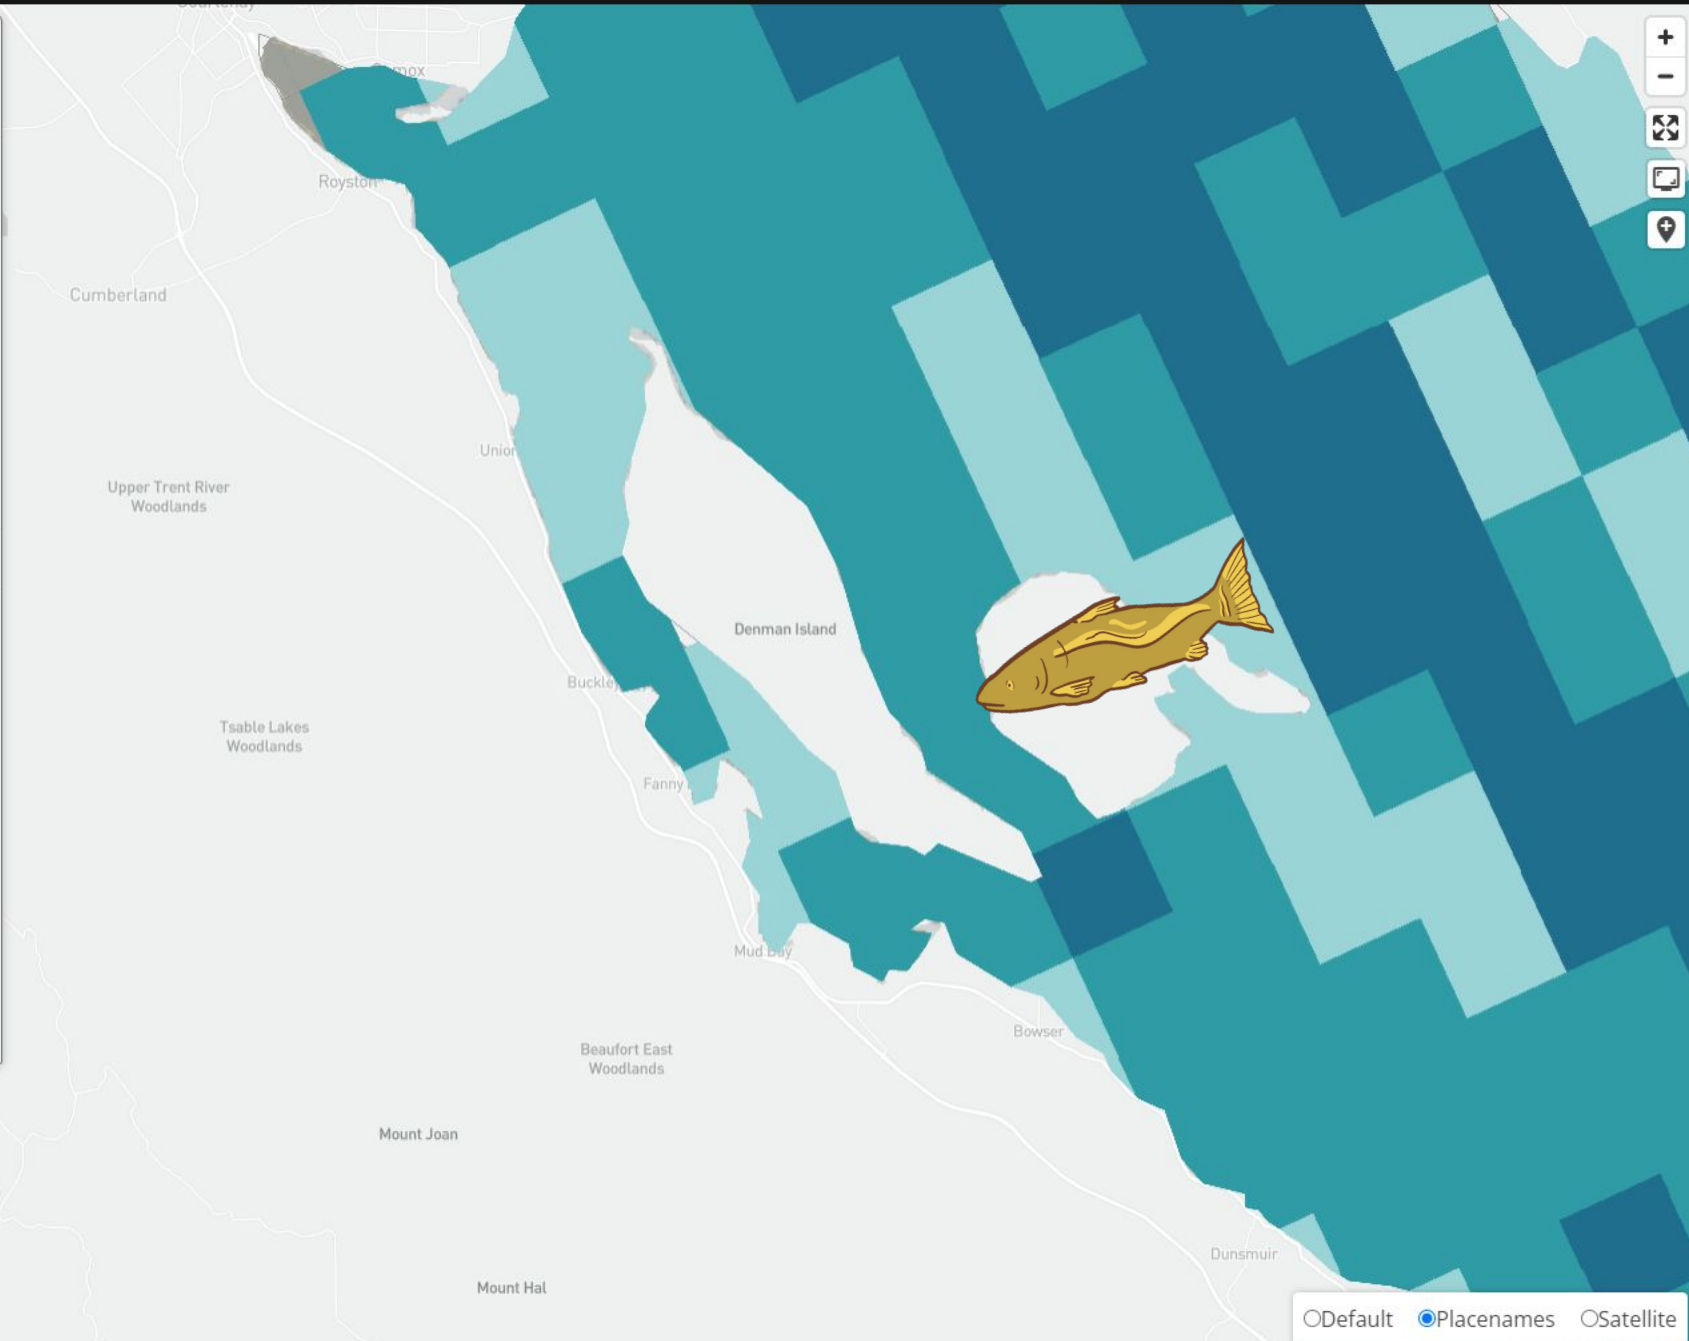 Royston
Cumberland
Union
Upper Trent River
Woodlands
Denman Island
Buckle
Tsable Lakes
Woodlands
Fanny
Mud Bay
Bowser
Beaufort East
Woodlands
Mount Joan
Dunsmuir
Mount Hal
Default Placenames Satellite